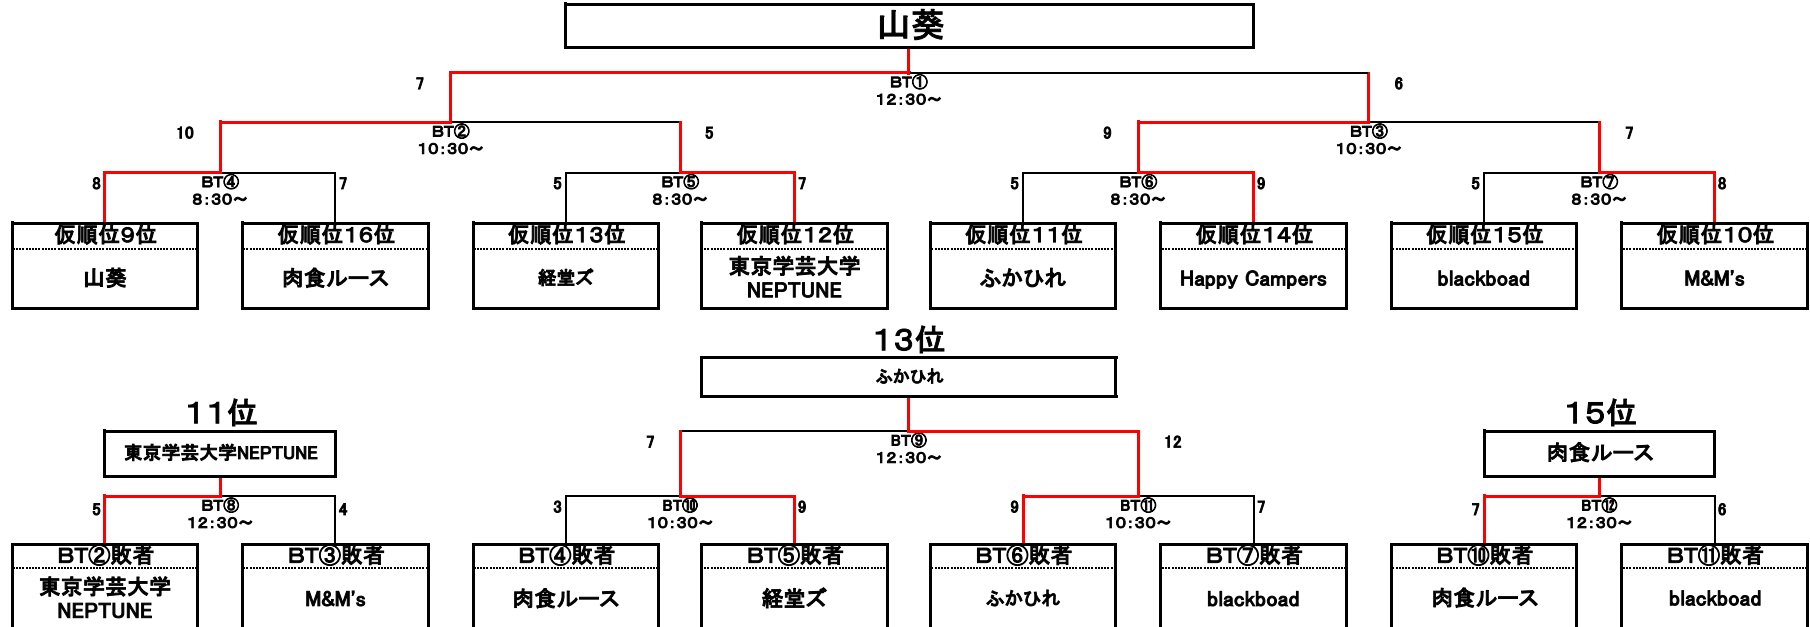 山葵
7 BT① 6
12:30～
10 BT② 5 9 BT③ 7
10:30～ 10:30～
8 BT④ 7 5 BT⑤ 7 5 BT⑥ 9 5 BT⑦ 8
8:30～ 8:30～ 8:30～ 8:30～
仮順位9位 仮順位16位 仮順位13位 仮順位12位 仮順位11位 仮順位14位 仮順位15位 仮順位10位
山葵 肉食ルース 経堂ズ 東京学芸大学 ふかひれ Happy Campers blackboad M&M's
NEPTUNE
13位
ふかひれ
11位 15位
東京学芸大学NEPTUNE 7 BT⑨ 12 肉食ルース
12:30～
5 BT⑧ 4 3 BT⑩ 9 9 BT⑪ 7 7 BT⑫ 6
12:30～ 10:30～ 10:30～ 12:30～
BT②敗者 BT③敗者 BT④敗者 BT⑤敗者 BT⑥敗者 BT⑦敗者 BT⑩敗者 BT⑪敗者
東京学芸大学 M&M's 肉食ルース 経堂ズ ふかひれ blackboad 肉食ルース blackboad
NEPTUNE